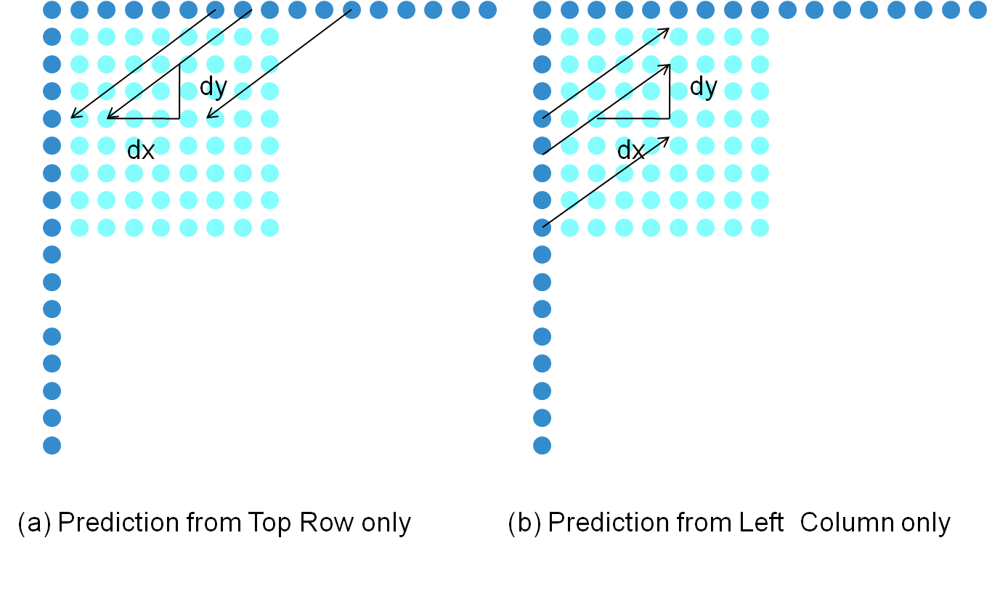 dy
dx
dy
dx
(a) Prediction from Top Row only
(b) Prediction from Left Column only